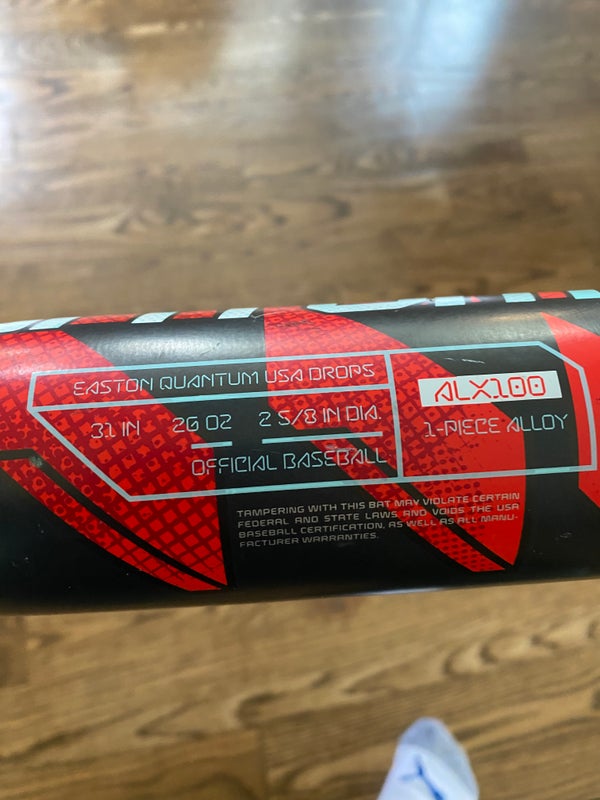 EASTON QUANTUM USA DROP5
ALX100
31 IN 26 OZ 2 5/8 IN DIA.
1-PIECE ALLOY
OFFICIAL BASEBALL
TAMPERING WITH THIS BAT MAY VIOLATE CERTAIN
FEDERAL AND STATE LAWS AND VOIDS THE USA
BASEBALL CERTIFICATION, AS WELL AS ALL MANU-
FACTURER WARRANTIES.